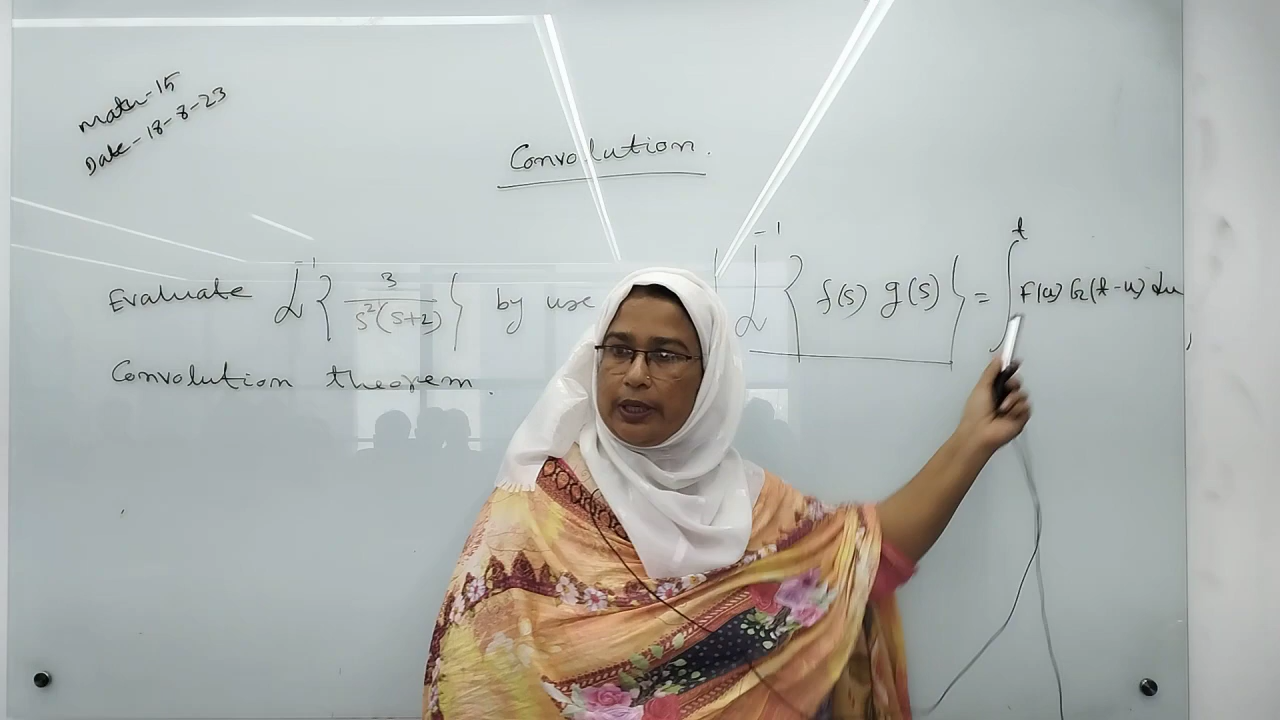 Math-15
Date-18-8-23
Convolution.
Evaluate ℒ⁻¹{ 3 / s²(s+2) } by use
Convolution theorem.
ℒ⁻¹{ f(s) g(s) } = ∫ᵗ F(u) G(t-u) du